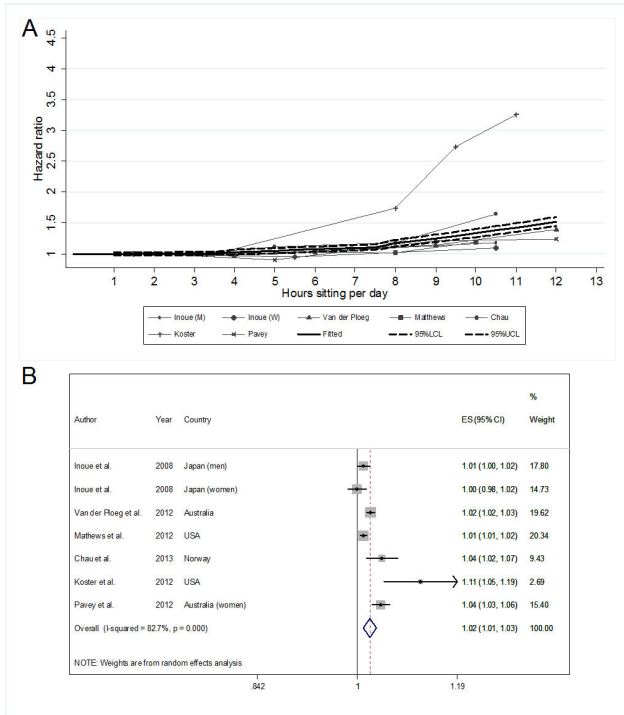 A
4.5
4
3.5
3
2.5
2
1.5
1
Hazard ratio
1 2 3 4 5 6 7 8 9 10 11 12 13
Hours sitting per day
Inoue (M) Inoue (W) Van der Ploeg Matthews Chau
Koster Pavey Fitted 95%LCL 95%UCL
B
%
Author Year Country ES (95% CI) Weight
Inoue et al. 2008 Japan (men) 1.01 (1.00, 1.02) 17.80
Inoue et al. 2008 Japan (women) 1.00 (0.98, 1.02) 14.73
Van der Ploeg et al. 2012 Australia 1.02 (1.02, 1.03) 19.62
Mathews et al. 2012 USA 1.01 (1.01, 1.02) 20.34
Chau et al. 2013 Norway 1.04 (1.02, 1.07) 9.43
Koster et al. 2012 USA 1.11 (1.05, 1.19) 2.69
Pavey et al. 2012 Australia (women) 1.04 (1.03, 1.06) 15.40
Overall (I-squared = 82.7%, p = 0.000) 1.02 (1.01, 1.03) 100.00
NOTE: Weights are from random effects analysis
.842 1 1.19